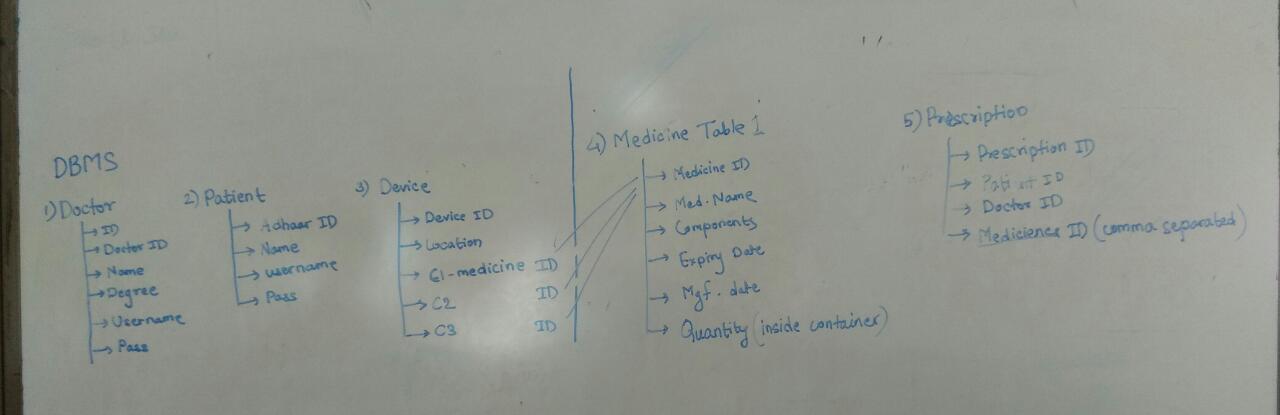 DBMS
1) Doctor
ID
Doctor ID
Name
Degree
Username
Pass
2) Patient
Adhaar ID
Name
username
Pass
3) Device
Device ID
Location
C1-medicine ID
C2 ID
C3 ID
4) Medicine Table 1
Medicine ID
Med. Name
Components
Expiry Date
Mgf. date
Quantity (inside container)
5) Prescription
Prescription ID
Patient ID
Doctor ID
Medicienes ID (comma separated)